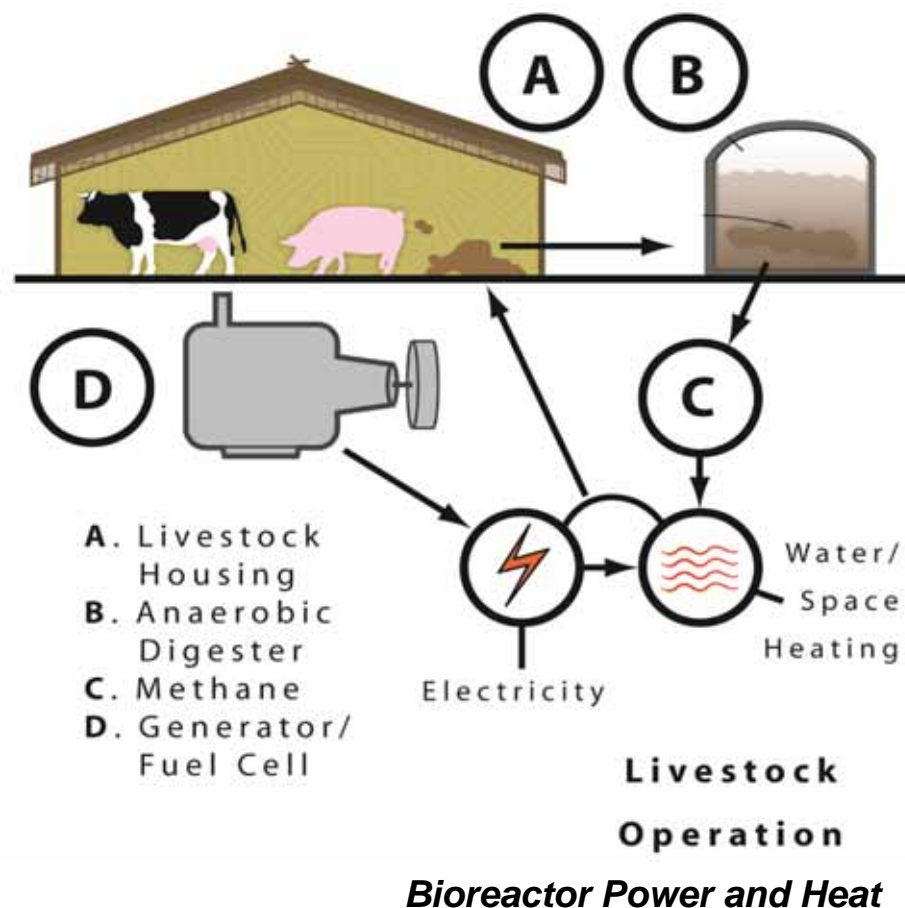 A
B
D
C
A. Livestock
Housing
B. Anaerobic
Digester
C. Methane
D. Generator/
Fuel Cell
Electricity
Water/
Space
Heating
Livestock
Operation
Bioreactor Power and Heat